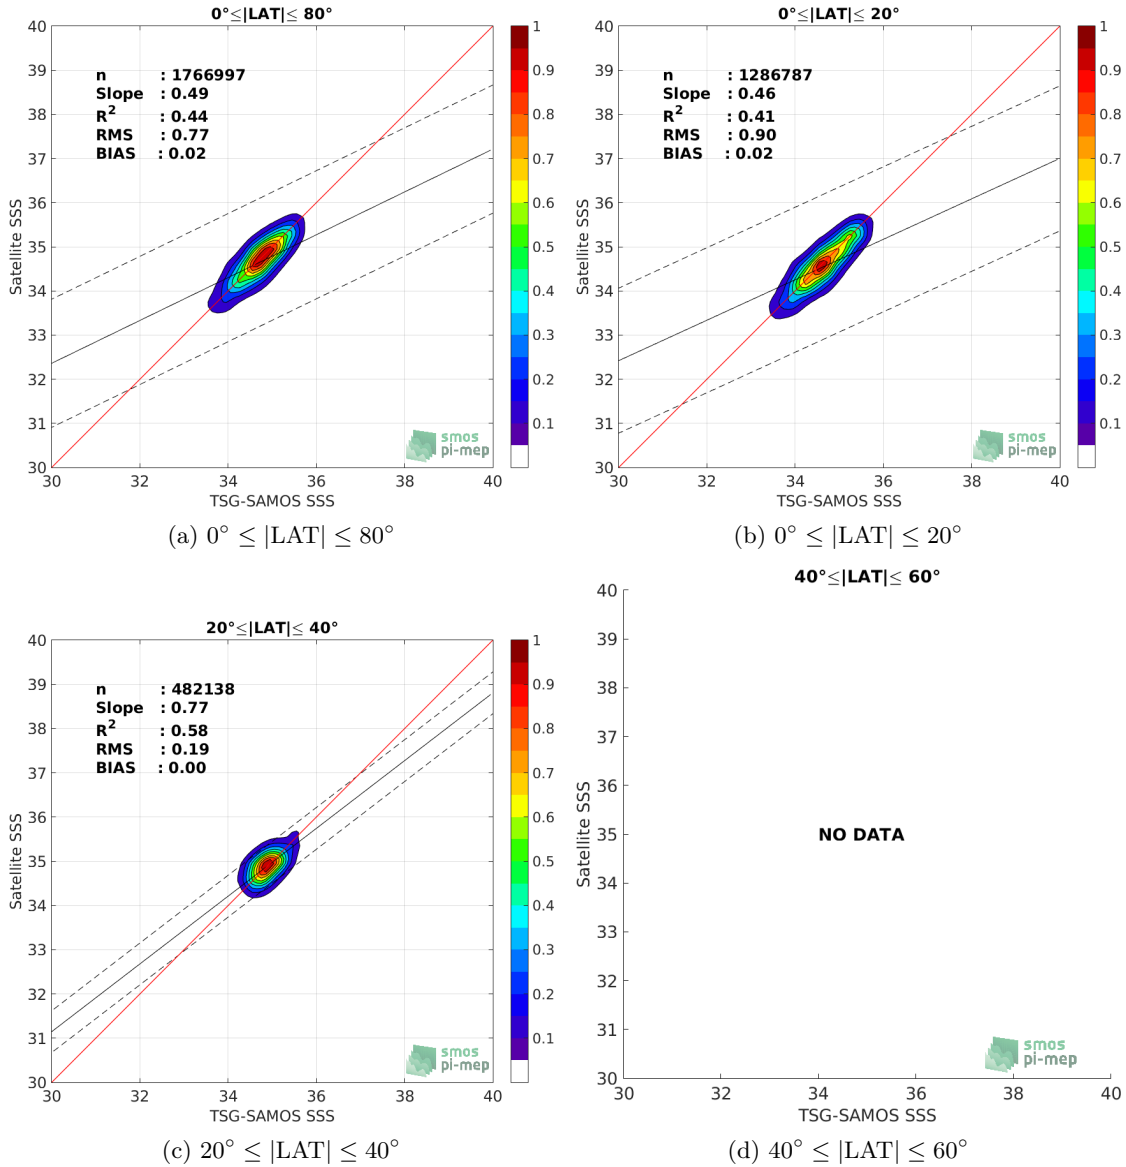 0°≤|LAT|≤ 80°
40
39
38
37
36
35
34
33
32
31
30
Satellite SSS
n : 1766997
Slope : 0.49
R² : 0.44
RMS : 0.77
BIAS : 0.02
smos
pi-mep
30 32 34 36 38 40
TSG-SAMOS SSS
1
0.9
0.8
0.7
0.6
0.5
0.4
0.3
0.2
0.1
(a) 0° ≤ |LAT| ≤ 80°
0°≤|LAT|≤ 20°
40
39
38
37
36
35
34
33
32
31
30
Satellite SSS
n : 1286787
Slope : 0.46
R² : 0.41
RMS : 0.90
BIAS : 0.02
smos
pi-mep
30 32 34 36 38 40
TSG-SAMOS SSS
1
0.9
0.8
0.7
0.6
0.5
0.4
0.3
0.2
0.1
(b) 0° ≤ |LAT| ≤ 20°
20°≤|LAT|≤ 40°
40
39
38
37
36
35
34
33
32
31
30
Satellite SSS
n : 482138
Slope : 0.77
R² : 0.58
RMS : 0.19
BIAS : 0.00
smos
pi-mep
30 32 34 36 38 40
TSG-SAMOS SSS
1
0.9
0.8
0.7
0.6
0.5
0.4
0.3
0.2
0.1
(c) 20° ≤ |LAT| ≤ 40°
40°≤|LAT|≤ 60°
40
39
38
37
36
35
34
33
32
31
30
Satellite SSS
NO DATA
smos
pi-mep
30 32 34 36 38 40
TSG-SAMOS SSS
(d) 40° ≤ |LAT| ≤ 60°